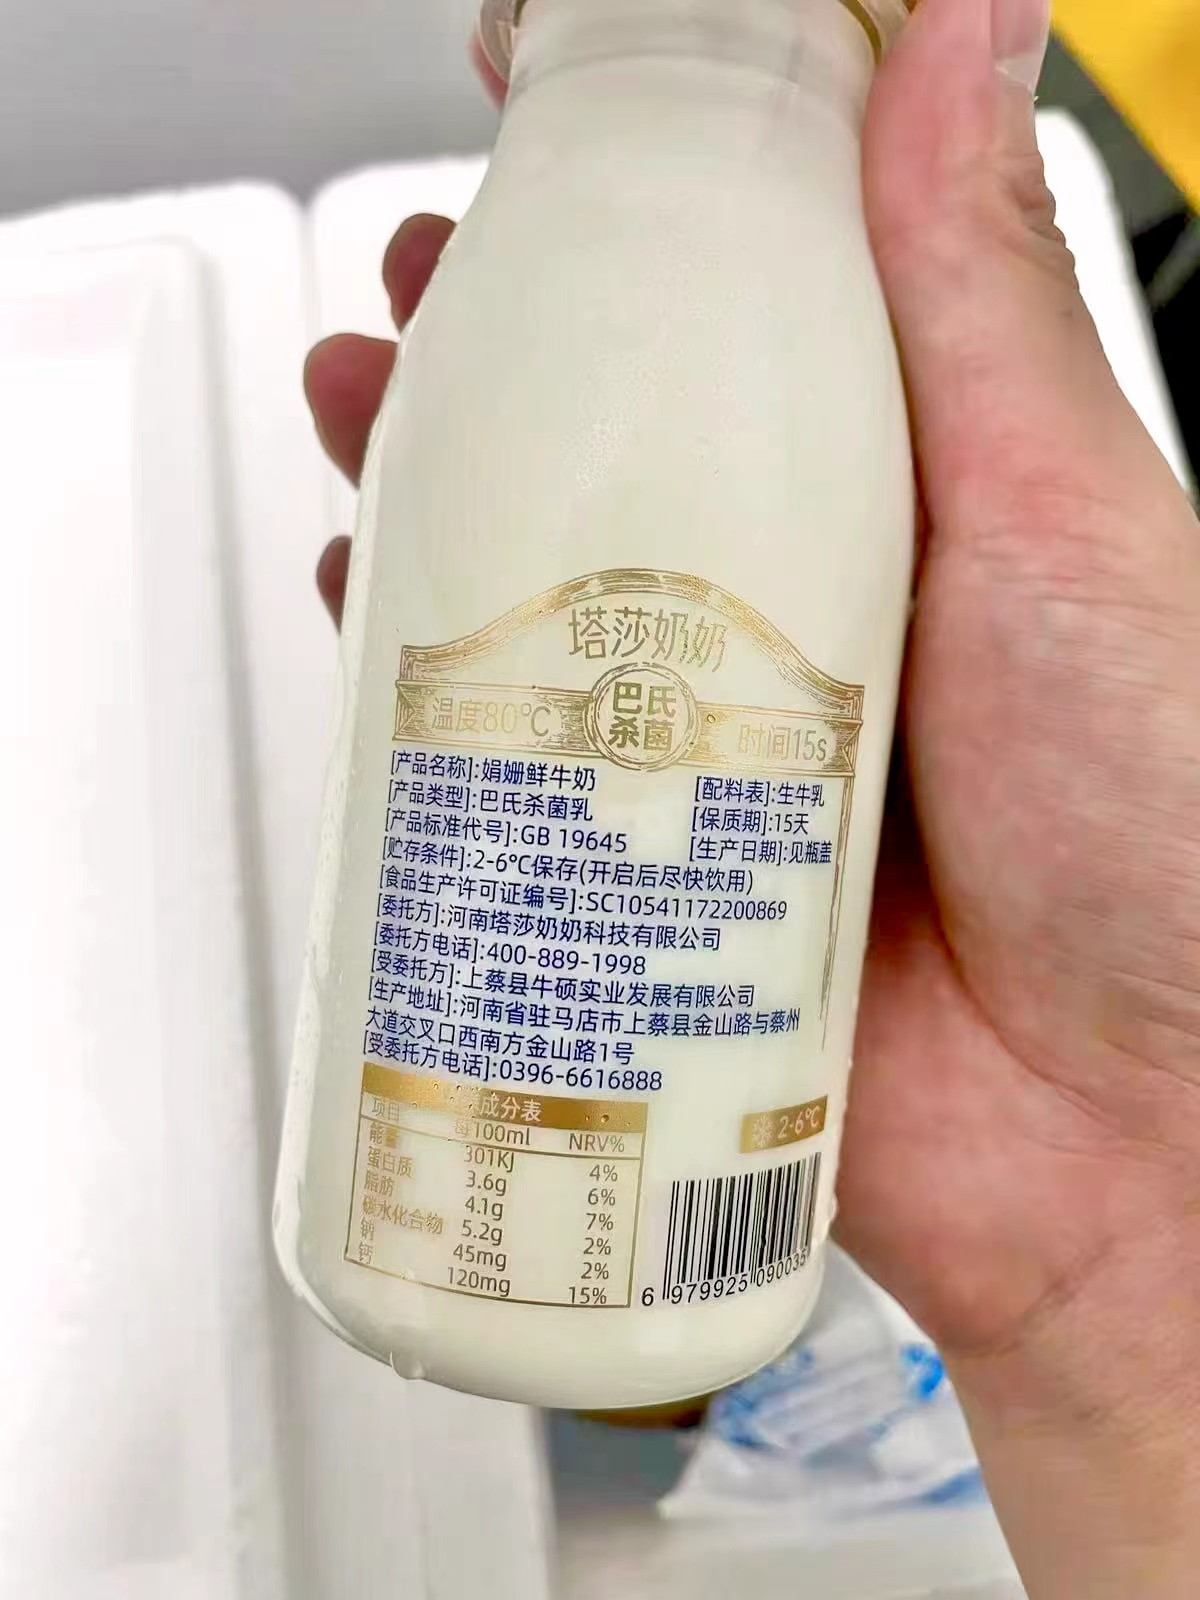 塔莎奶奶
巴氏
杀菌
温度80℃
时间15s
[产品名称]:娟姗鲜牛奶
[配料表]:生牛乳
[产品类型]:巴氏杀菌乳
[保质期]:15天
[产品标准代号]:GB 19645
[生产日期]:见瓶盖
[贮存条件]:2-6℃保存(开启后尽快饮用)
[食品生产许可证编号]:SC10541172200869
[委托方]:河南塔莎奶奶科技有限公司
[委托方电话]:400-889-1998
[受委托方]:上蔡县牛硕实业发展有限公司
[生产地址]:河南省驻马店市上蔡县金山路与蔡州
大道交叉口西南方金山路1号
[受委托方电话]:0396-6616888
成分表
项目 每100ml NRV%
能量 301KJ 4%
蛋白质 3.6g 6%
脂肪 4.1g 7%
碳水化合物 5.2g 2%
钠 45mg 2%
钙 120mg 15%
2-6℃
6 979925 090035